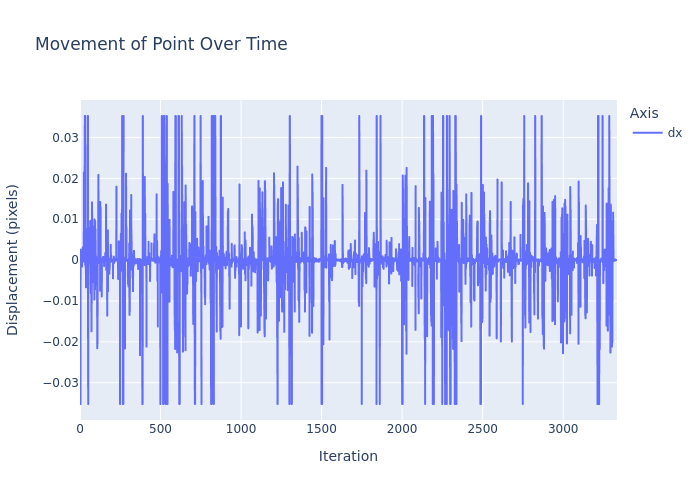 Movement of Point Over Time
Axis
dx
Displacement (pixels)
0.03
0.02
0.01
0
−0.01
−0.02
−0.03
0 500 1000 1500 2000 2500 3000
Iteration